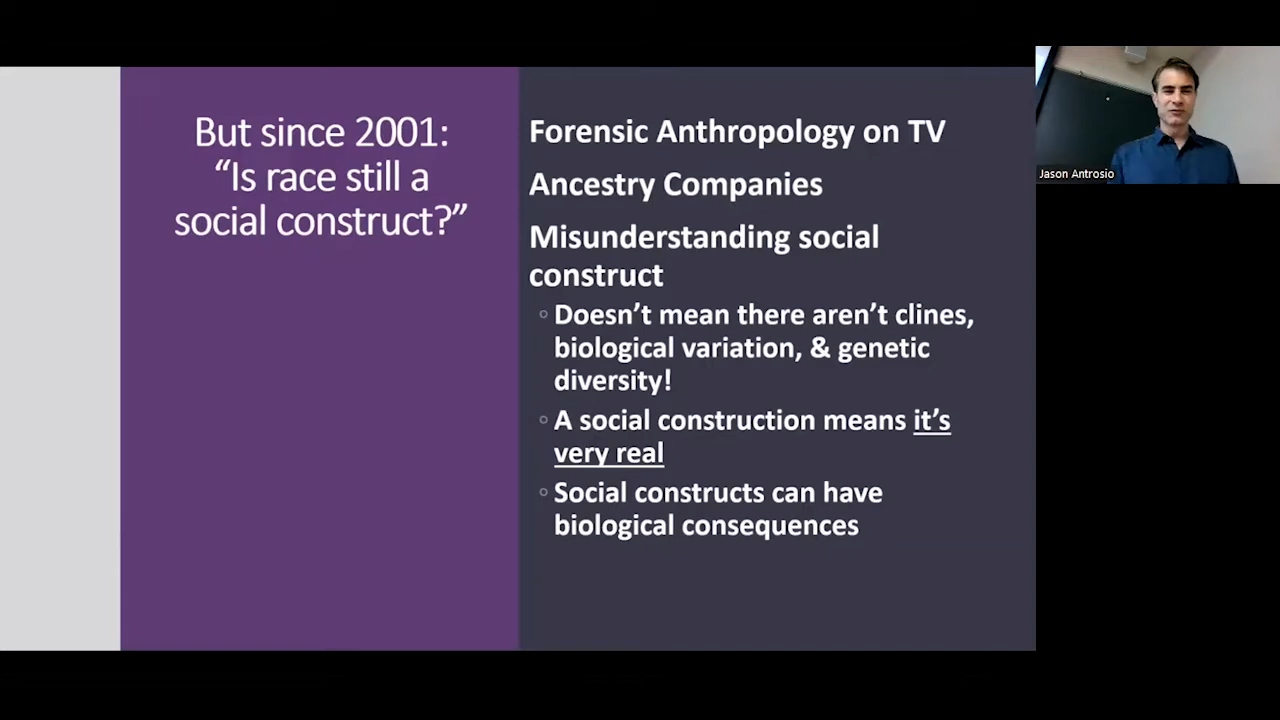 But since 2001:
“Is race still a
social construct?”
Forensic Anthropology on TV
Ancestry Companies
Misunderstanding social
construct
◦ Doesn’t mean there aren’t clines,
biological variation, & genetic
diversity!
◦ A social construction means it’s
very real
◦ Social constructs can have
biological consequences
Jason Antrosio